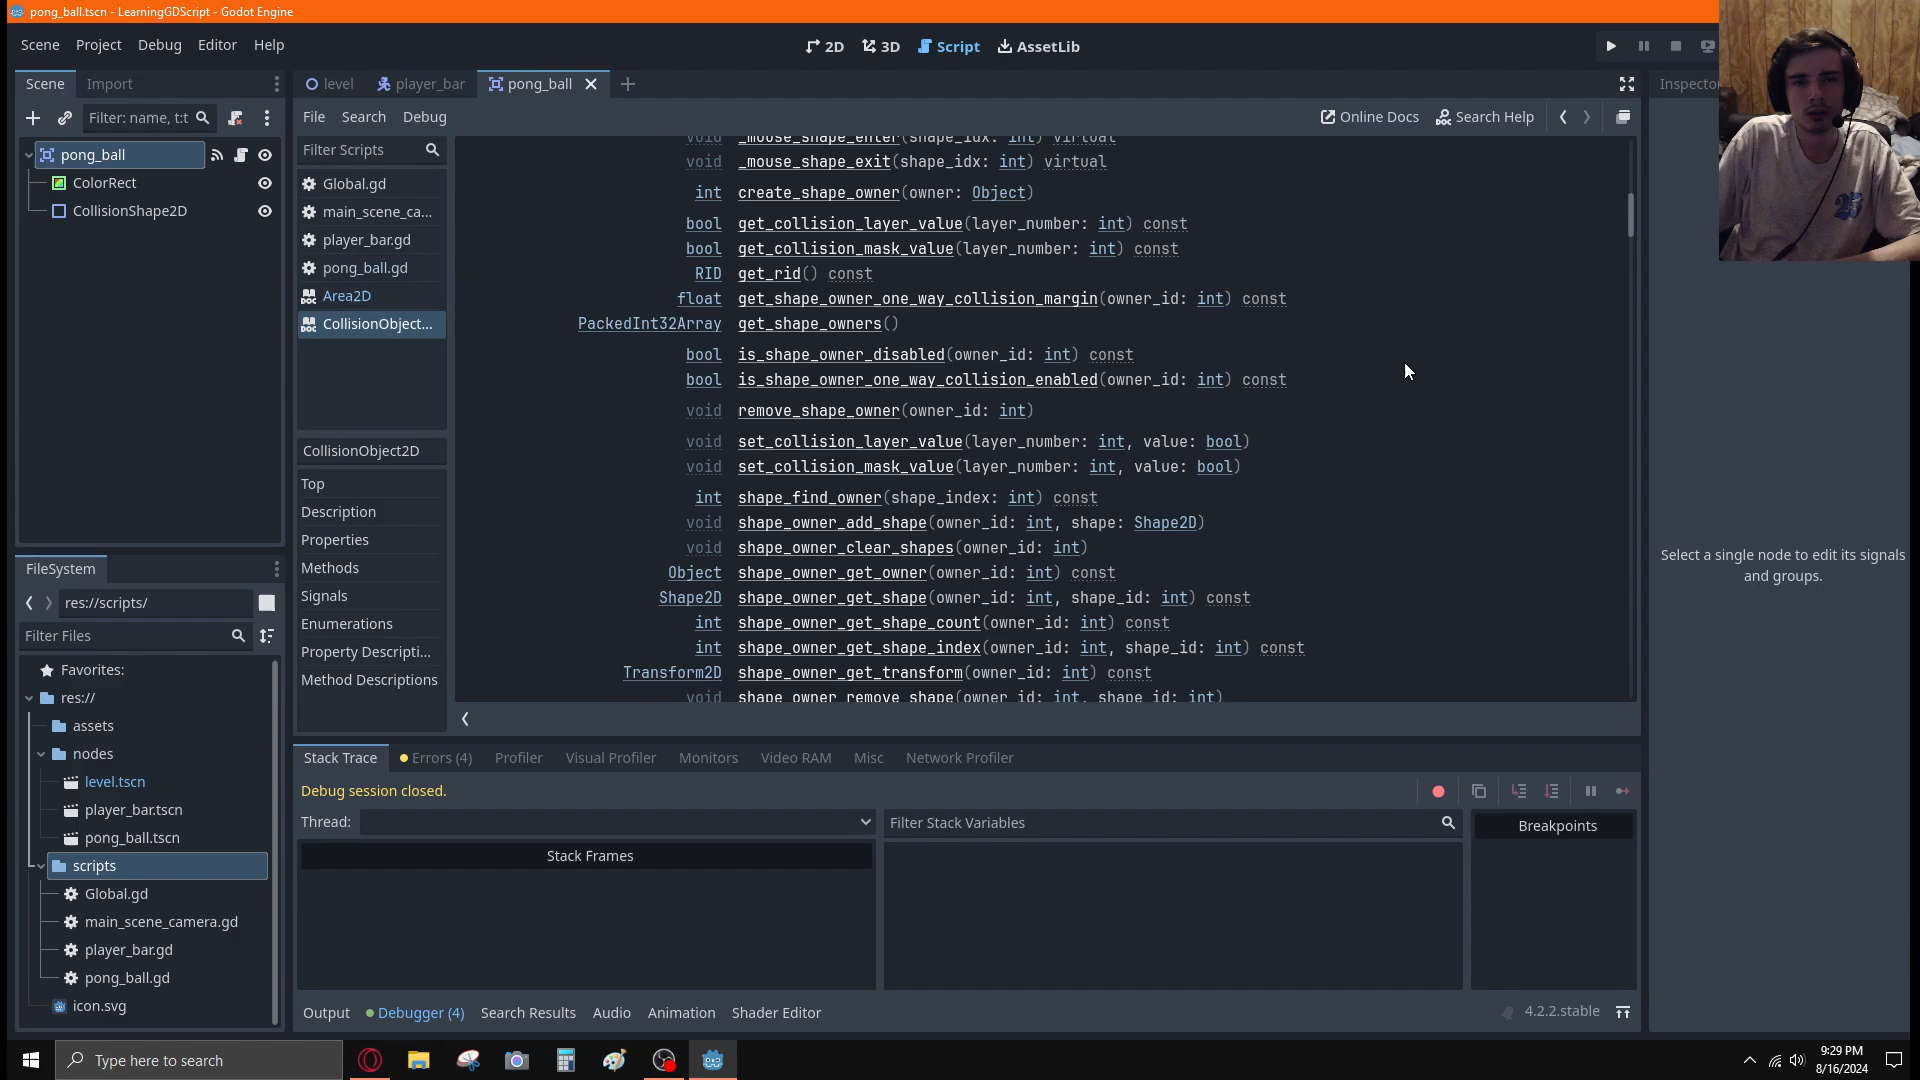 pong_ball.tscn - LearningGDScript - Godot Engine
Scene Project Debug Editor Help
2D 3D Script AssetLib
Scene Import
level player_bar pong_ball
Inspector
Filter: name, t:t
File Search Debug
Online Docs Search Help
pong_ball
ColorRect
CollisionShape2D
Filter Scripts
Global.gd
main_scene_ca...
player_bar.gd
pong_ball.gd
Area2D
CollisionObject...
CollisionObject2D
Top
Description
Properties
Methods
Signals
Enumerations
Property Descripti...
Method Descriptions
void _mouse_shape_enter(shape_idx: int) virtual
void _mouse_shape_exit(shape_idx: int) virtual
int create_shape_owner(owner: Object)
bool get_collision_layer_value(layer_number: int) const
bool get_collision_mask_value(layer_number: int) const
RID get_rid() const
float get_shape_owner_one_way_collision_margin(owner_id: int) const
PackedInt32Array get_shape_owners()
bool is_shape_owner_disabled(owner_id: int) const
bool is_shape_owner_one_way_collision_enabled(owner_id: int) const
void remove_shape_owner(owner_id: int)
void set_collision_layer_value(layer_number: int, value: bool)
void set_collision_mask_value(layer_number: int, value: bool)
int shape_find_owner(shape_index: int) const
void shape_owner_add_shape(owner_id: int, shape: Shape2D)
void shape_owner_clear_shapes(owner_id: int)
Object shape_owner_get_owner(owner_id: int) const
Shape2D shape_owner_get_shape(owner_id: int, shape_id: int) const
int shape_owner_get_shape_count(owner_id: int) const
int shape_owner_get_shape_index(owner_id: int, shape_id: int) const
Transform2D shape_owner_get_transform(owner_id: int) const
void shape_owner_remove_shape(owner_id: int, shape_id: int)
Select a single node to edit its signals
and groups.
FileSystem
res://scripts/
Filter Files
Favorites:
res://
assets
nodes
level.tscn
player_bar.tscn
pong_ball.tscn
scripts
Global.gd
main_scene_camera.gd
player_bar.gd
pong_ball.gd
icon.svg
Stack Trace Errors (4) Profiler Visual Profiler Monitors Video RAM Misc Network Profiler
Debug session closed.
Thread:
Filter Stack Variables
Breakpoints
Stack Frames
Output Debugger (4) Search Results Audio Animation Shader Editor
4.2.2.stable
Type here to search
9:29 PM
8/16/2024